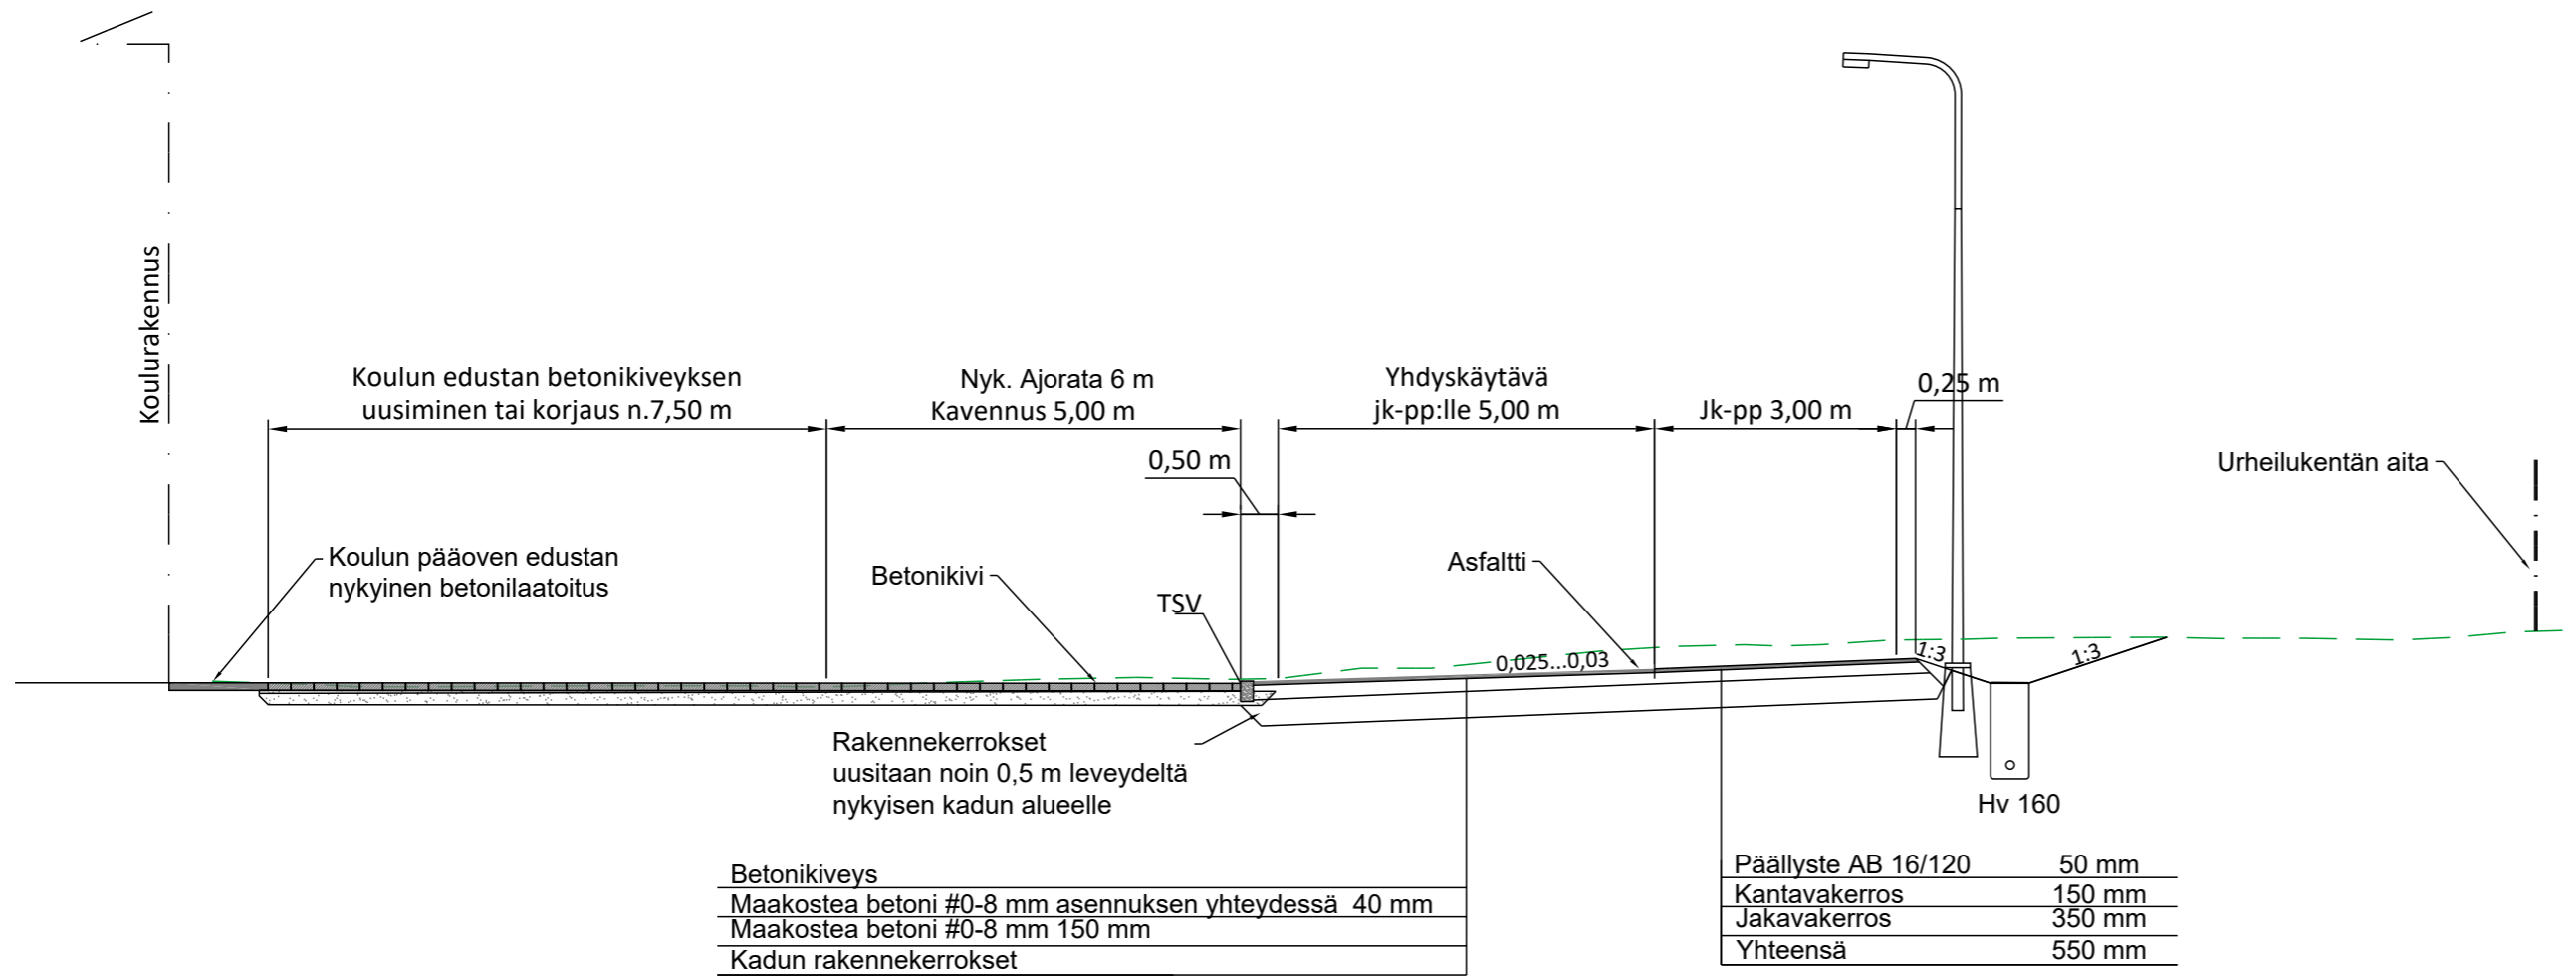 Koulurakennus
Koulun edustan betonikiveyksen
uusiminen tai korjaus n.7,50 m
Nyk. Ajorata 6 m
Kavennus 5,00 m
Yhdyskäytävä
jk-pp:lle 5,00 m
Jk-pp 3,00 m
0,25 m
0,50 m
Urheilukentän aita
Koulun pääoven edustan
nykyinen betonilaatoitus
Betonikivi
TSV
Asfaltti
0,025...0,03
1:3
1:3
Rakennekerrokset
uusitaan noin 0,5 m leveydeltä
nykyisen kadun alueelle
Hv 160
Betonikiveys
Maakostea betoni #0-8 mm asennuksen yhteydessä 40 mm
Maakostea betoni #0-8 mm 150 mm
Kadun rakennekerrokset
Päällyste AB 16/120 50 mm
Kantavakerros 150 mm
Jakavakerros 350 mm
Yhteensä 550 mm